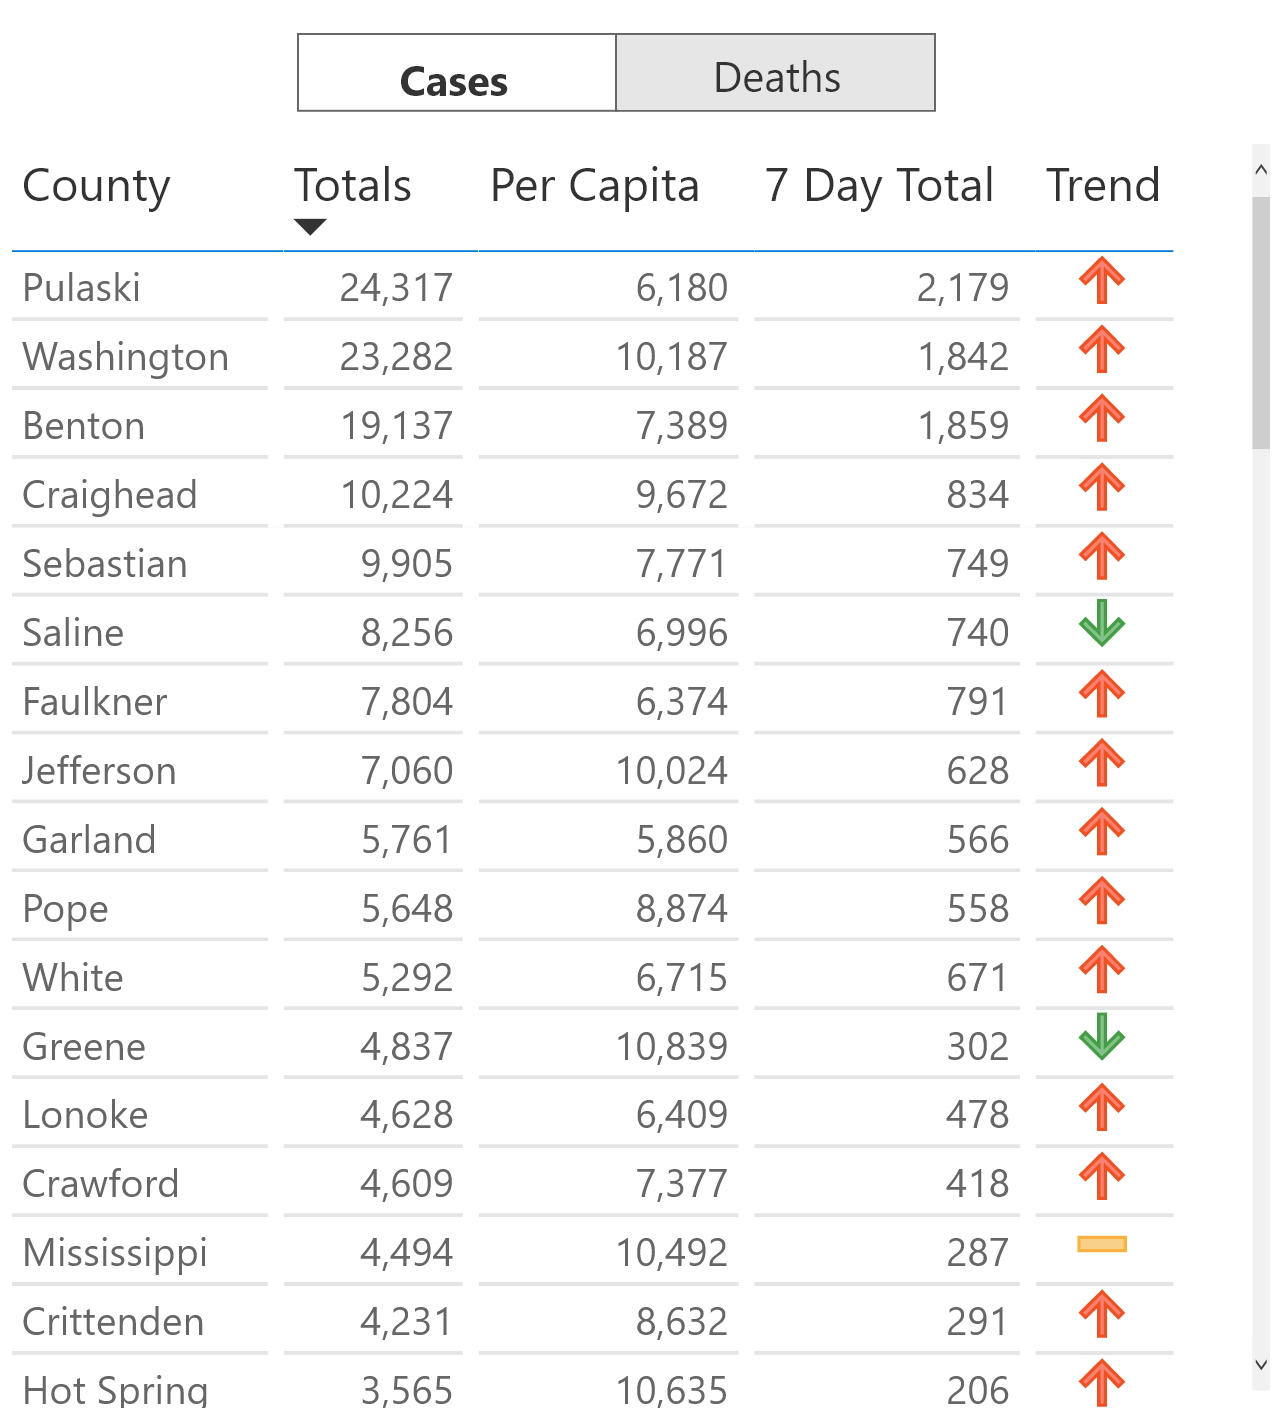 Cases Deaths
County Totals Per Capita 7 Day Total Trend
Pulaski 24,317 6,180 2,179
Washington 23,282 10,187 1,842
Benton 19,137 7,389 1,859
Craighead 10,224 9,672 834
Sebastian 9,905 7,771 749
Saline 8,256 6,996 740
Faulkner 7,804 6,374 791
Jefferson 7,060 10,024 628
Garland 5,761 5,860 566
Pope 5,648 8,874 558
White 5,292 6,715 671
Greene 4,837 10,839 302
Lonoke 4,628 6,409 478
Crawford 4,609 7,377 418
Mississippi 4,494 10,492 287
Crittenden 4,231 8,632 291
Hot Spring 3,565 10,635 206